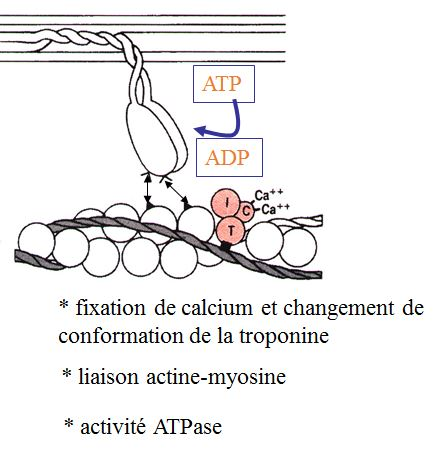 ATP
ADP
I
C
T
Ca++
Ca++
* fixation de calcium et changement de
conformation de la troponine
* liaison actine-myosine
* activité ATPase